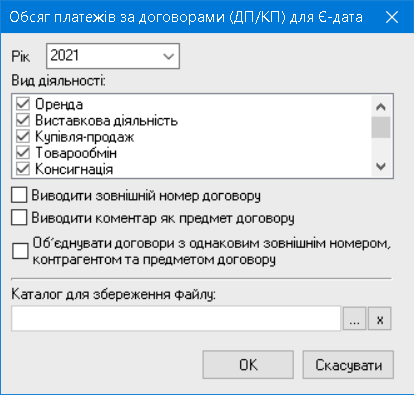 Обсяг платежів за договорами (ДП/КП) для Є-дата
Рік 2021
Вид діяльності:
Оренда
Виставкова діяльність
Купівля-продаж
Товарообмін
Консигнація
Виводити зовнішній номер договору
Виводити коментар як предмет договору
Об'єднувати договори з однаковим зовнішнім номером,
контрагентом та предметом договору
Каталог для збереження файлу:
... x
ОК Скасувати